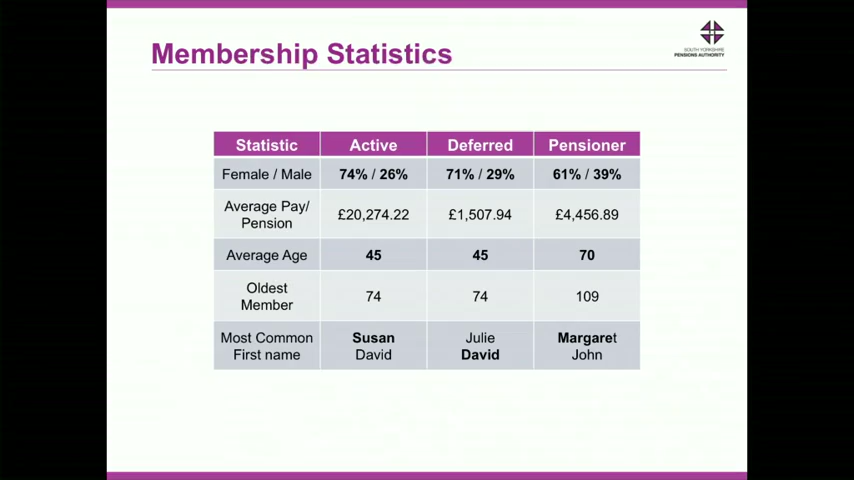 Membership Statistics
SOUTH YORKSHIRE
PENSIONS AUTHORITY
Statistic Active Deferred Pensioner
Female / Male 74% / 26% 71% / 29% 61% / 39%
Average Pay/
Pension £20,274.22 £1,507.94 £4,456.89
Average Age 45 45 70
Oldest
Member 74 74 109
Most Common Susan Julie Margaret
First name David David John